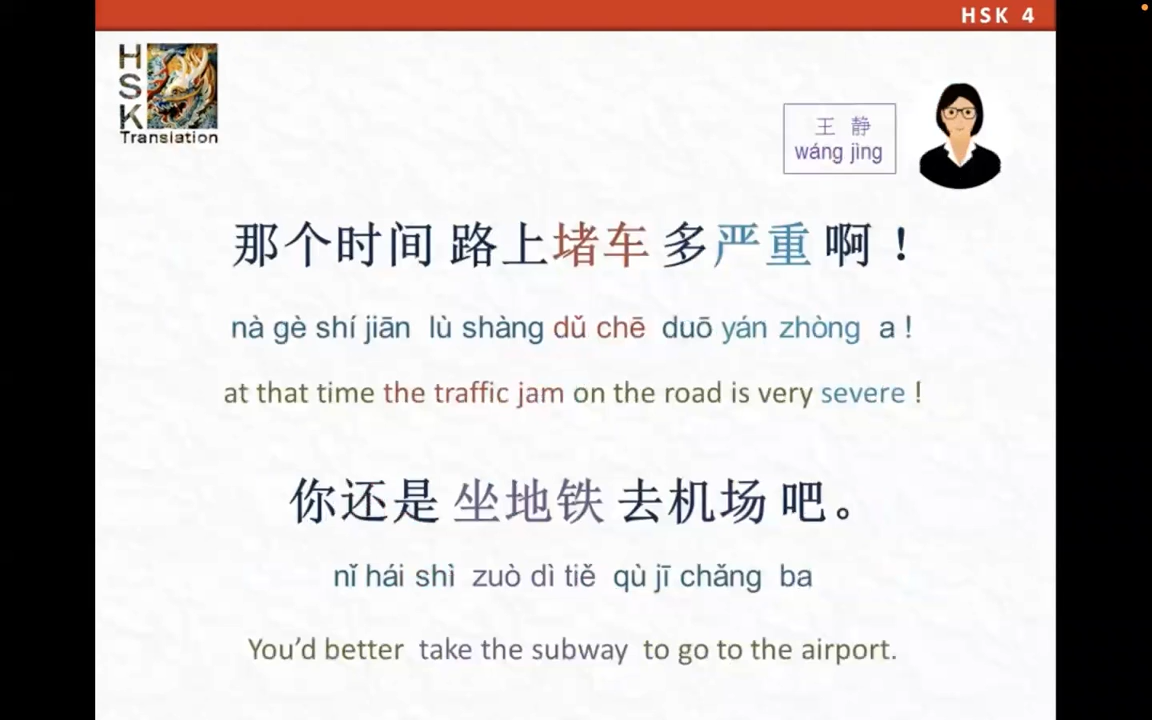 HSK 4
H
S
K
Translation
王 静
wáng jìng
那个时间 路上堵车 多严重 啊 !
nà gè shí jiān lù shàng dǔ chē duō yán zhòng a !
at that time the traffic jam on the road is very severe !
你还是 坐地铁 去机场 吧。
nǐ hái shì zuò dì tiě qù jī chǎng ba
You’d better take the subway to go to the airport.